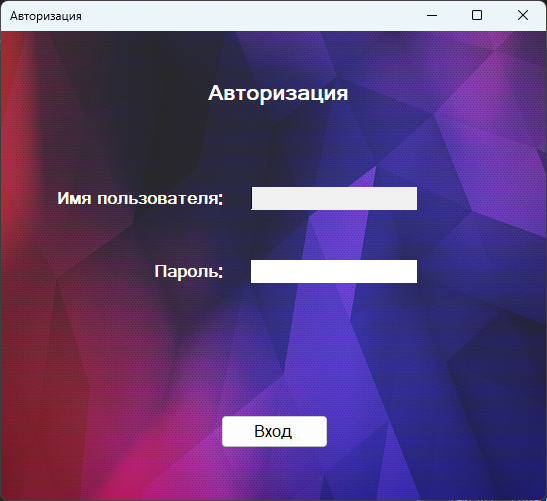 Авторизация
Авторизация
Имя пользователя:
Пароль:
Вход